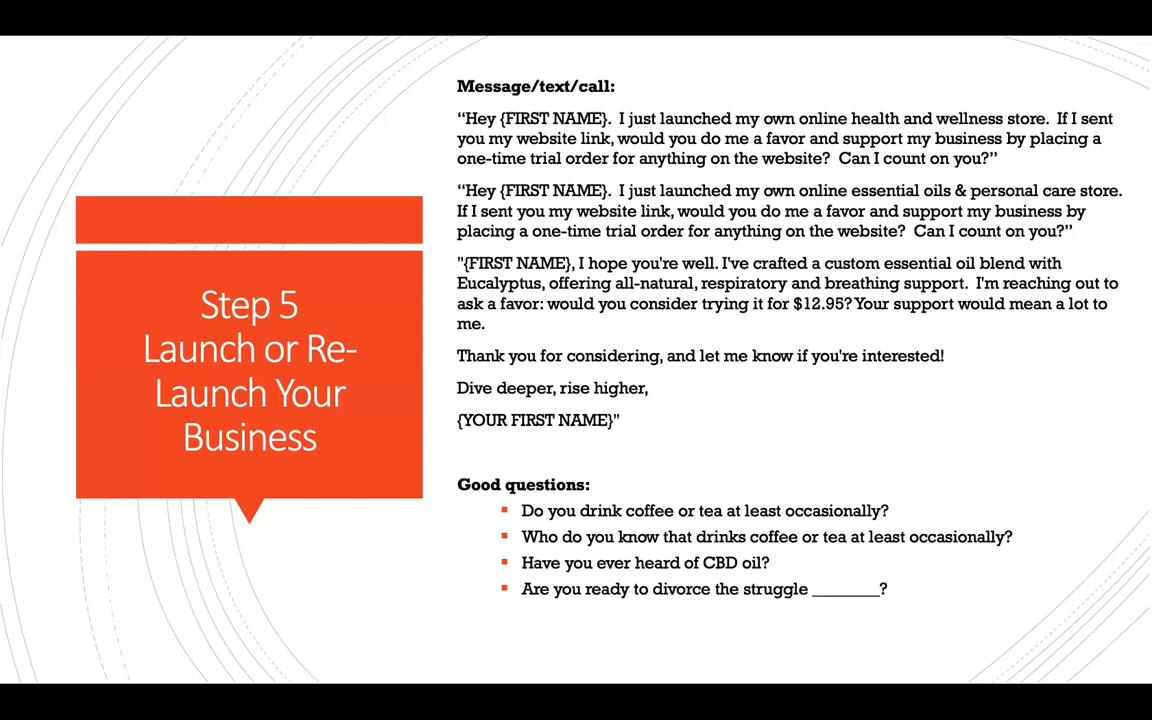 Step 5
Launch or Re-
Launch Your
Business
Message/text/call:
“Hey {FIRST NAME}.  I just launched my own online health and wellness store.  If I sent
you my website link, would you do me a favor and support my business by placing a
one-time trial order for anything on the website?  Can I count on you?”
“Hey {FIRST NAME}.  I just launched my own online essential oils & personal care store.
If I sent you my website link, would you do me a favor and support my business by
placing a one-time trial order for anything on the website?  Can I count on you?”
"{FIRST NAME}, I hope you're well. I've crafted a custom essential oil blend with
Eucalyptus, offering all-natural, respiratory and breathing support.  I'm reaching out to
ask a favor: would you consider trying it for $12.95? Your support would mean a lot to
me.
Thank you for considering, and let me know if you're interested!
Dive deeper, rise higher,
{YOUR FIRST NAME}"
Good questions:
▪ Do you drink coffee or tea at least occasionally?
▪ Who do you know that drinks coffee or tea at least occasionally?
▪ Have you ever heard of CBD oil?
▪ Are you ready to divorce the struggle ________?